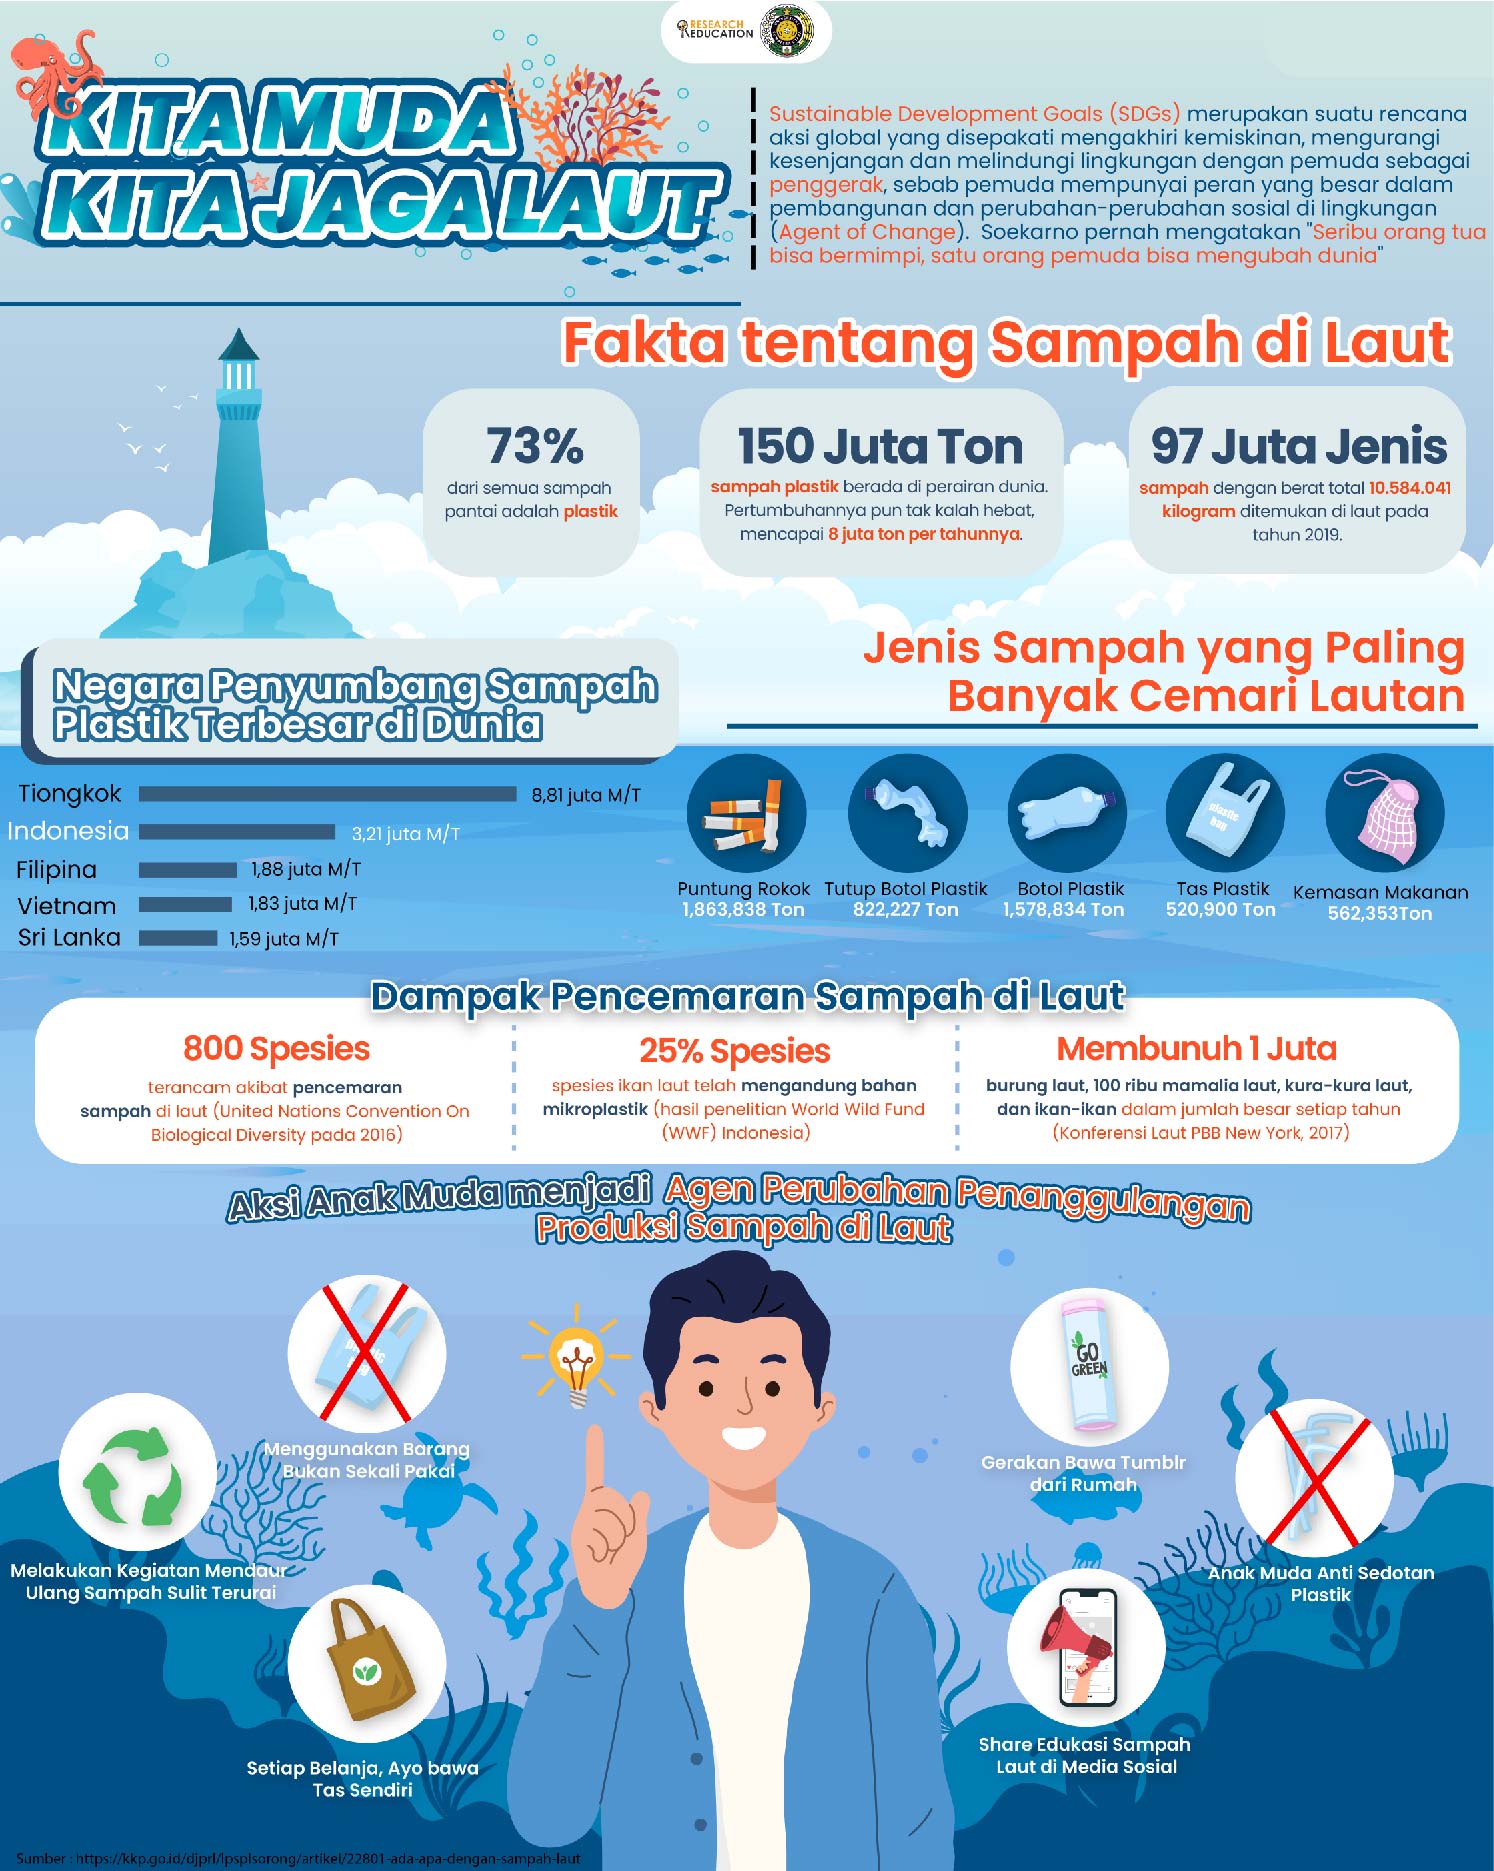 RESEARCH
EDUCATION
KITA MUDA
KITA JAGA LAUT
Sustainable Development Goals (SDGs) merupakan suatu rencana
aksi global yang disepakati mengakhiri kemiskinan, mengurangi
kesenjangan dan melindungi lingkungan dengan pemuda sebagai
penggerak, sebab pemuda mempunyai peran yang besar dalam
pembangunan dan perubahan-perubahan sosial di lingkungan
(Agent of Change). Soekarno pernah mengatakan "Seribu orang tua
bisa bermimpi, satu orang pemuda bisa mengubah dunia"
Fakta tentang Sampah di Laut
73%
dari semua sampah
pantai adalah plastik
150 Juta Ton
sampah plastik berada di perairan dunia.
Pertumbuhannya pun tak kalah hebat,
mencapai 8 juta ton per tahunnya.
97 Juta Jenis
sampah dengan berat total 10.584.041
kilogram ditemukan di laut pada
tahun 2019.
Negara Penyumbang Sampah
Plastik Terbesar di Dunia
Tiongkok 8,81 juta M/T
Indonesia 3,21 juta M/T
Filipina 1,88 juta M/T
Vietnam 1,83 juta M/T
Sri Lanka 1,59 juta M/T
Jenis Sampah yang Paling
Banyak Cemari Lautan
plastic
bag
Puntung Rokok
1,863,838 Ton
Tutup Botol Plastik
822,227 Ton
Botol Plastik
1,578,834 Ton
Tas Plastik
520,900 Ton
Kemasan Makanan
562,353Ton
Dampak Pencemaran Sampah di Laut
800 Spesies
terancam akibat pencemaran
sampah di laut (United Nations Convention On
Biological Diversity pada 2016)
25% Spesies
spesies ikan laut telah mengandung bahan
mikroplastik (hasil penelitian World Wild Fund
(WWF) Indonesia)
Membunuh 1 Juta
burung laut, 100 ribu mamalia laut, kura-kura laut,
dan ikan-ikan dalam jumlah besar setiap tahun
(Konferensi Laut PBB New York, 2017)
Aksi Anak Muda menjadi Agen Perubahan Penanggulangan
Produksi Sampah di Laut
Menggunakan Barang
Bukan Sekali Pakai
GO
GREEN
Gerakan Bawa Tumblr
dari Rumah
Melakukan Kegiatan Mendaur
Ulang Sampah Sulit Terurai
Anak Muda Anti Sedotan
Plastik
Setiap Belanja, Ayo bawa
Tas Sendiri
Share Edukasi Sampah
Laut di Media Sosial
Sumber : https://kkp.go.id/djprl/lpsplsorong/artikel/22801-ada-apa-dengan-sampah-laut